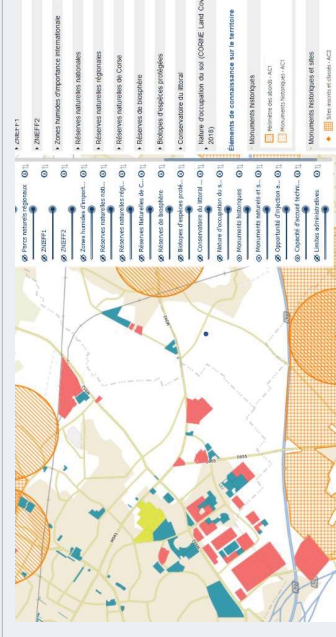 ZNIEFF1
ZNIEFF2
Zones humides d'importance internationale
Réserves naturelles nationales
Réserves naturelles régionales
Réserves naturelles de Corse
Réserves de biosphère
Biotopes d'espèces protégées
Conservatoire du littoral
Nature d'occupation du sol (CORINE Land Cov
2018)
Éléments de connaissance sur le territoire
Monuments historiques
Périmètre des abords - AC1
Monuments historiques - AC1
Monuments historiques et sites
Sites inscrits et classés - AC2
Parcs naturels régionaux
ZNIEFF1
ZNIEFF2
Zones humides d'import...
Réserves naturelles nati...
Réserves naturelles régi...
Réserves Naturelles de C...
Réserves de biosphère
Biotopes d'espèces proté...
Conservatoire du littoral ...
Nature d'occupation du s...
Monuments historiques
Monuments naturels et s...
Opportunité d'injection a...
Capacité d'accueil techni...
Limites administratives